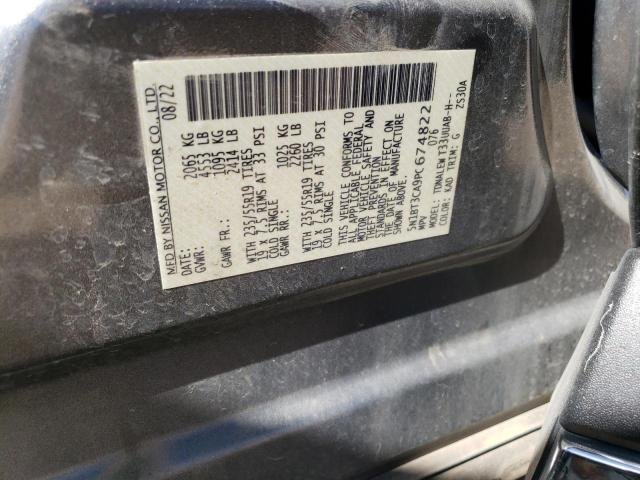 MFD BY NISSAN MOTOR CO., LTD.
DATE: 08/22
GVWR: 2065 KG
4553 LB
GAWR FR.: 1095 KG
2414 LB
WITH 235/55R19 TIRES
19 X 7.5 RIMS AT 33 PSI
COLD SINGLE
GAWR RR.: 1025 KG
2260 LB
WITH 235/55R19 TIRES
19 X 7.5 RIMS AT 30 PSI
COLD SINGLE
THIS VEHICLE CONFORMS TO
ALL APPLICABLE FEDERAL
MOTOR VEHICLE SAFETY AND
THEFT PREVENTION
STANDARDS IN EFFECT ON
THE DATE OF MANUFACTURE
5N1BT3CA9PC674822
MPV 076
MODEL: TDNALEW T33UUAB-H--
COLOR: KAD TRIM: G ZS30A